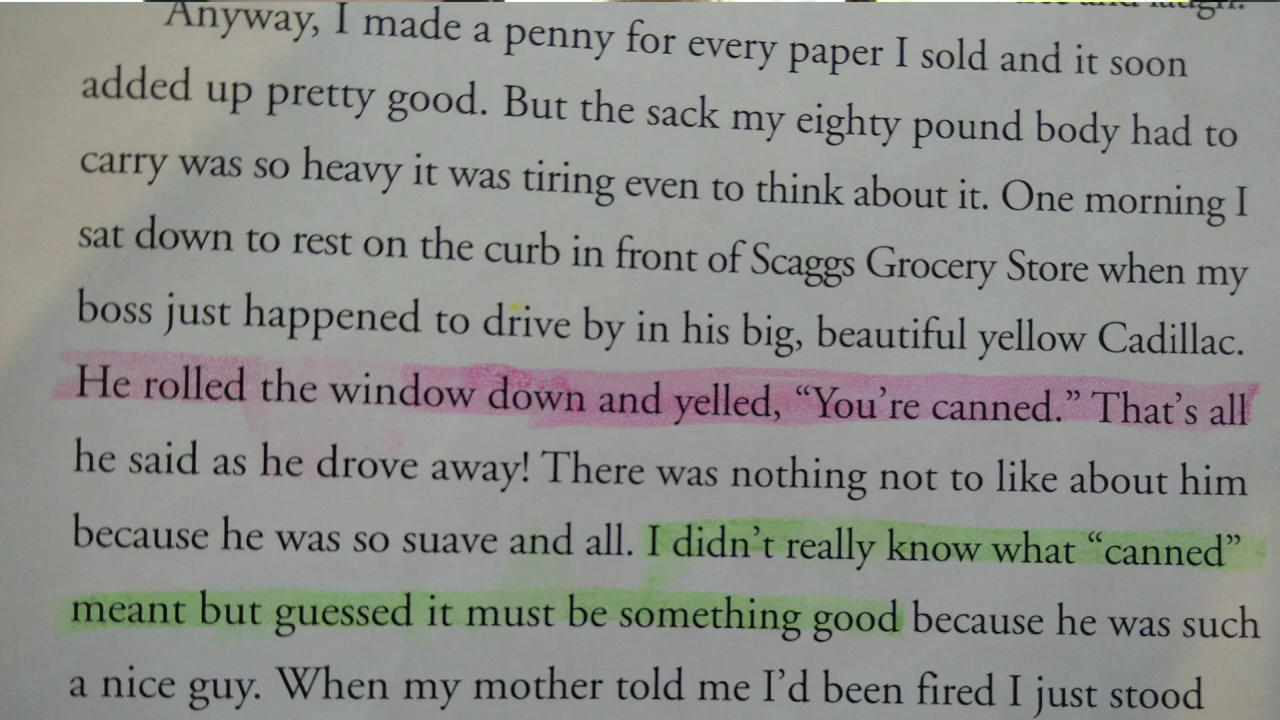 and laugh.
Anyway, I made a penny for every paper I sold and it soon
added up pretty good. But the sack my eighty pound body had to
carry was so heavy it was tiring even to think about it. One morning I
sat down to rest on the curb in front of Scaggs Grocery Store when my
boss just happened to drive by in his big, beautiful yellow Cadillac.
He rolled the window down and yelled, “You’re canned.” That’s all
he said as he drove away! There was nothing not to like about him
because he was so suave and all. I didn’t really know what “canned”
meant but guessed it must be something good because he was such
a nice guy. When my mother told me I’d been fired I just stood